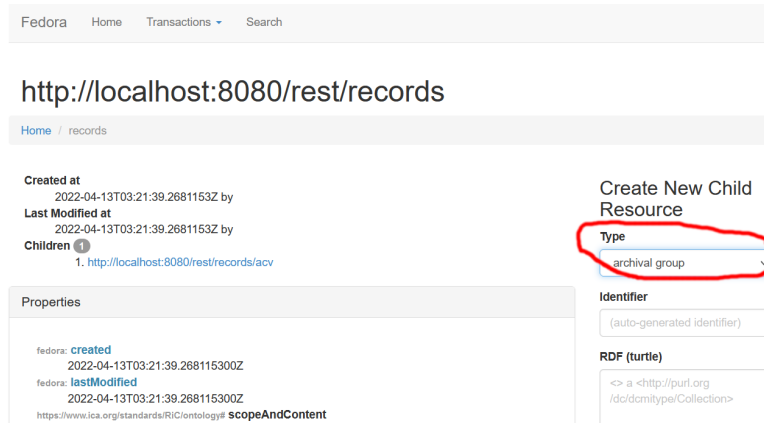 Fedora Home Transactions Search
http://localhost:8080/rest/records
Home / records
Created at
2022-04-13T03:21:39.2681153Z by
Last Modified at
2022-04-13T03:21:39.2681153Z by
Children 1
1. http://localhost:8080/rest/records/acv
Properties
fedora: created
2022-04-13T03:21:39.268115300Z
fedora: lastModified
2022-04-13T03:21:39.268115300Z
https://www.ica.org/standards/RiC/ontology# scopeAndContent
Create New Child
Resource
Type
archival group
Identifier
(auto-generated identifier)
RDF (turtle)
<> a <http://purl.org
/dc/dcmitype/Collection>